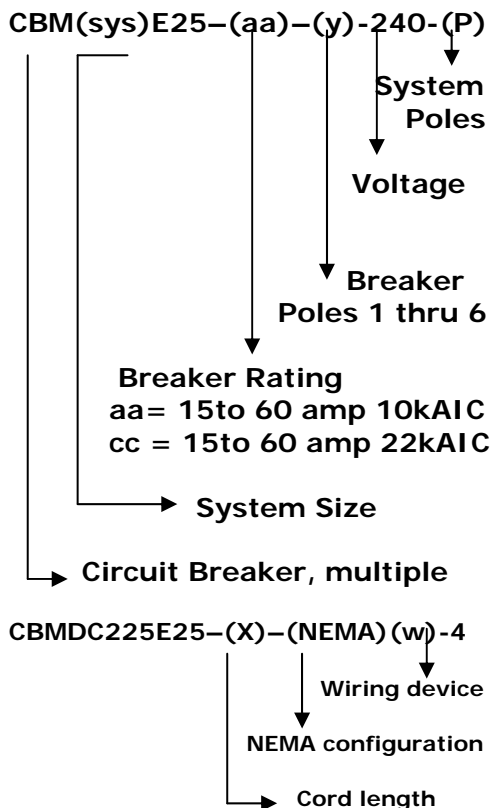 CBM(sys)E25–(aa)–(y)-240-(P)
System
Poles
Voltage
Breaker
Poles 1 thru 6
Breaker Rating
aa= 15to 60 amp 10kAIC
cc = 15to 60 amp 22kAIC
System Size
Circuit Breaker, multiple
CBMDC225E25–(X)–(NEMA)(w)-4
Wiring device
NEMA configuration
Cord length